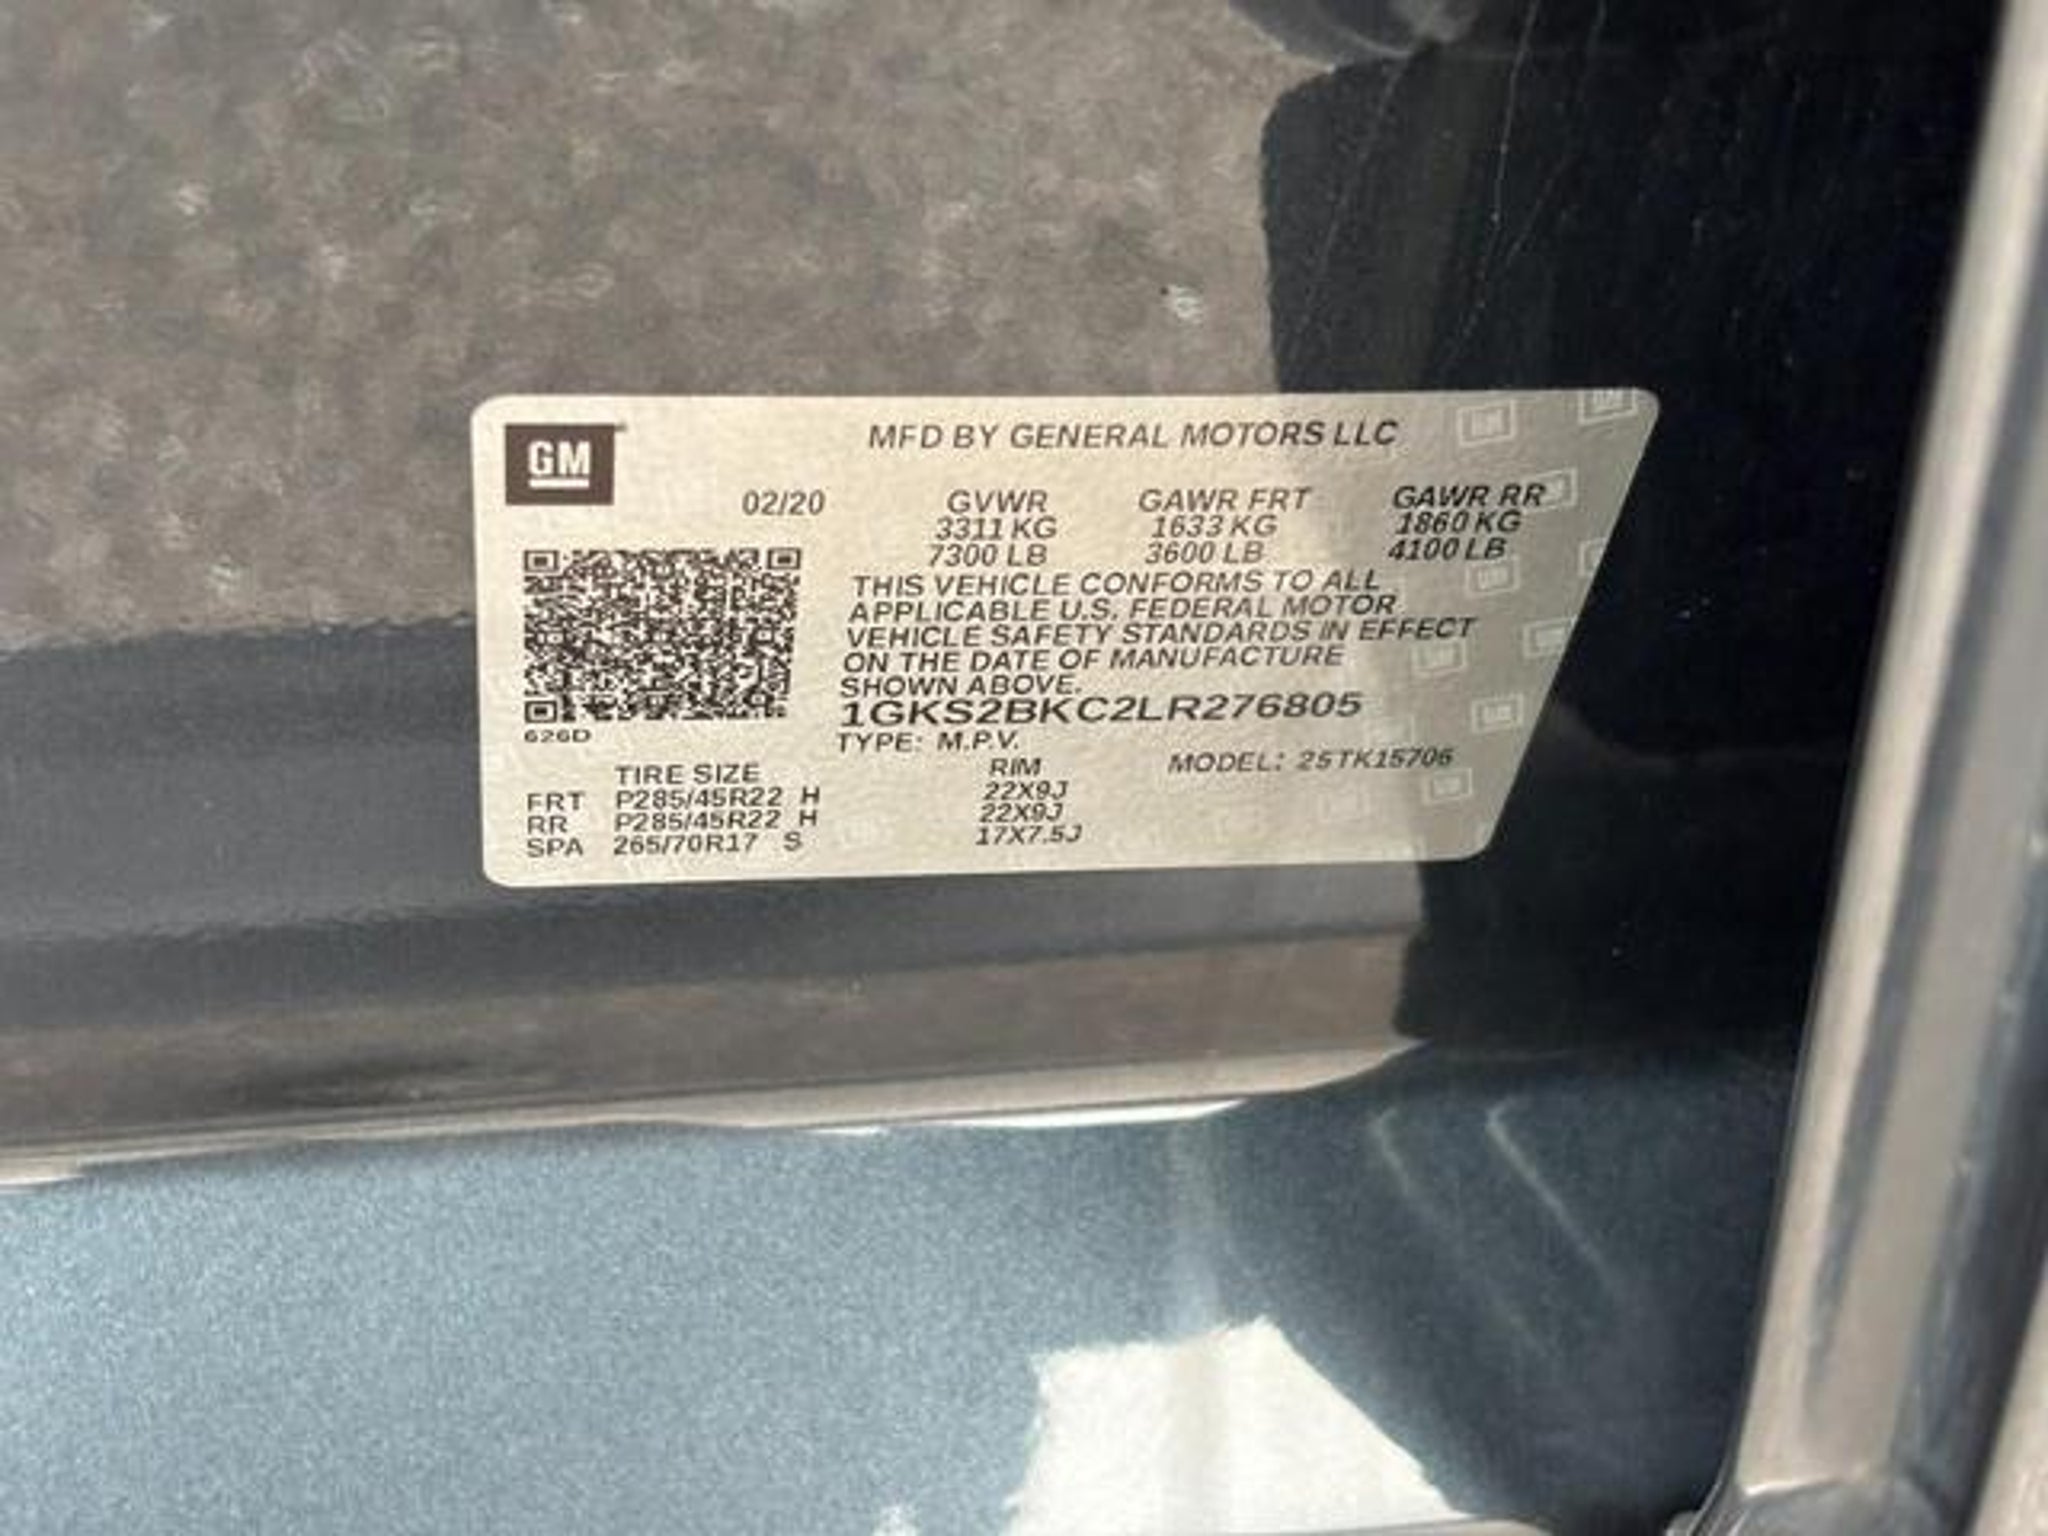 GM
MFD BY GENERAL MOTORS LLC
02/20 GVWR GAWR FRT GAWR RR
3311 KG 1633 KG 1860 KG
7300 LB 3600 LB 4100 LB
THIS VEHICLE CONFORMS TO ALL
APPLICABLE U.S. FEDERAL MOTOR
VEHICLE SAFETY STANDARDS IN EFFECT
ON THE DATE OF MANUFACTURE
SHOWN ABOVE.
1GKS2BKC2LR276805
626D
TYPE: M.P.V.
MODEL: 25TK15706
TIRE SIZE RIM
FRT P285/45R22 H 22X9J
RR P285/45R22 H 22X9J
SPA 265/70R17 S 17X7.5J